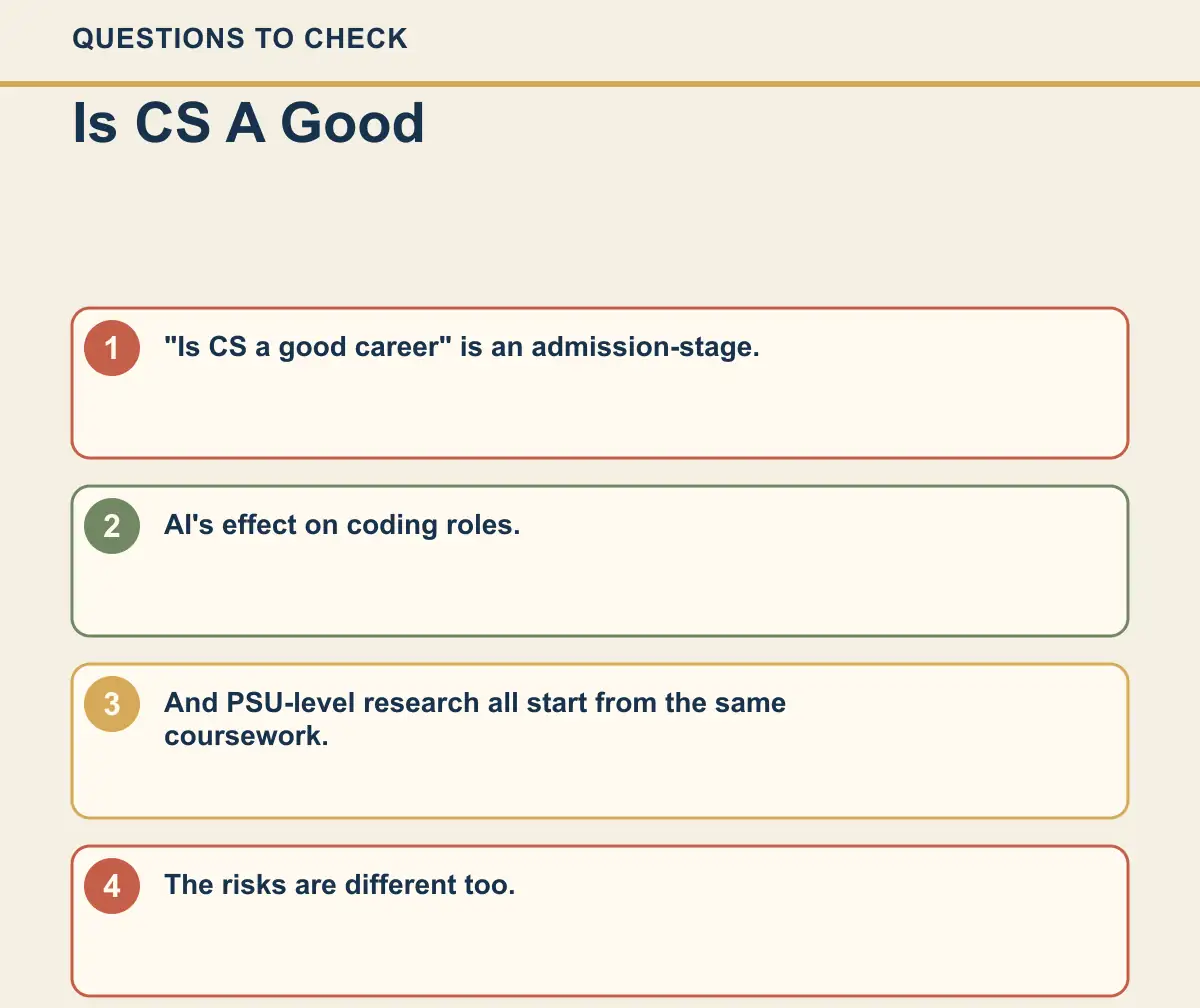 QUESTIONS TO CHECK
Is CS A Good
1
"Is CS a good career" is an admission-stage.
2
AI's effect on coding roles.
3
And PSU-level research all start from the same
coursework.
4
The risks are different too.